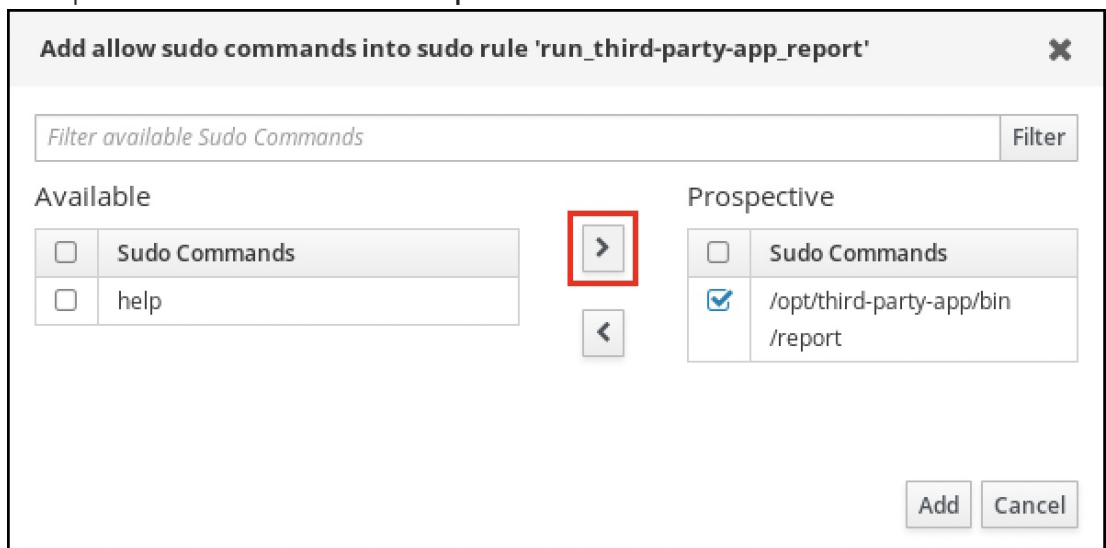 Add allow sudo commands into sudo rule 'run_third-party-app_report'
Filter available Sudo Commands
Filter
Available
Prospective
Sudo Commands
Sudo Commands
help
/opt/third-party-app/bin
/report
Add
Cancel